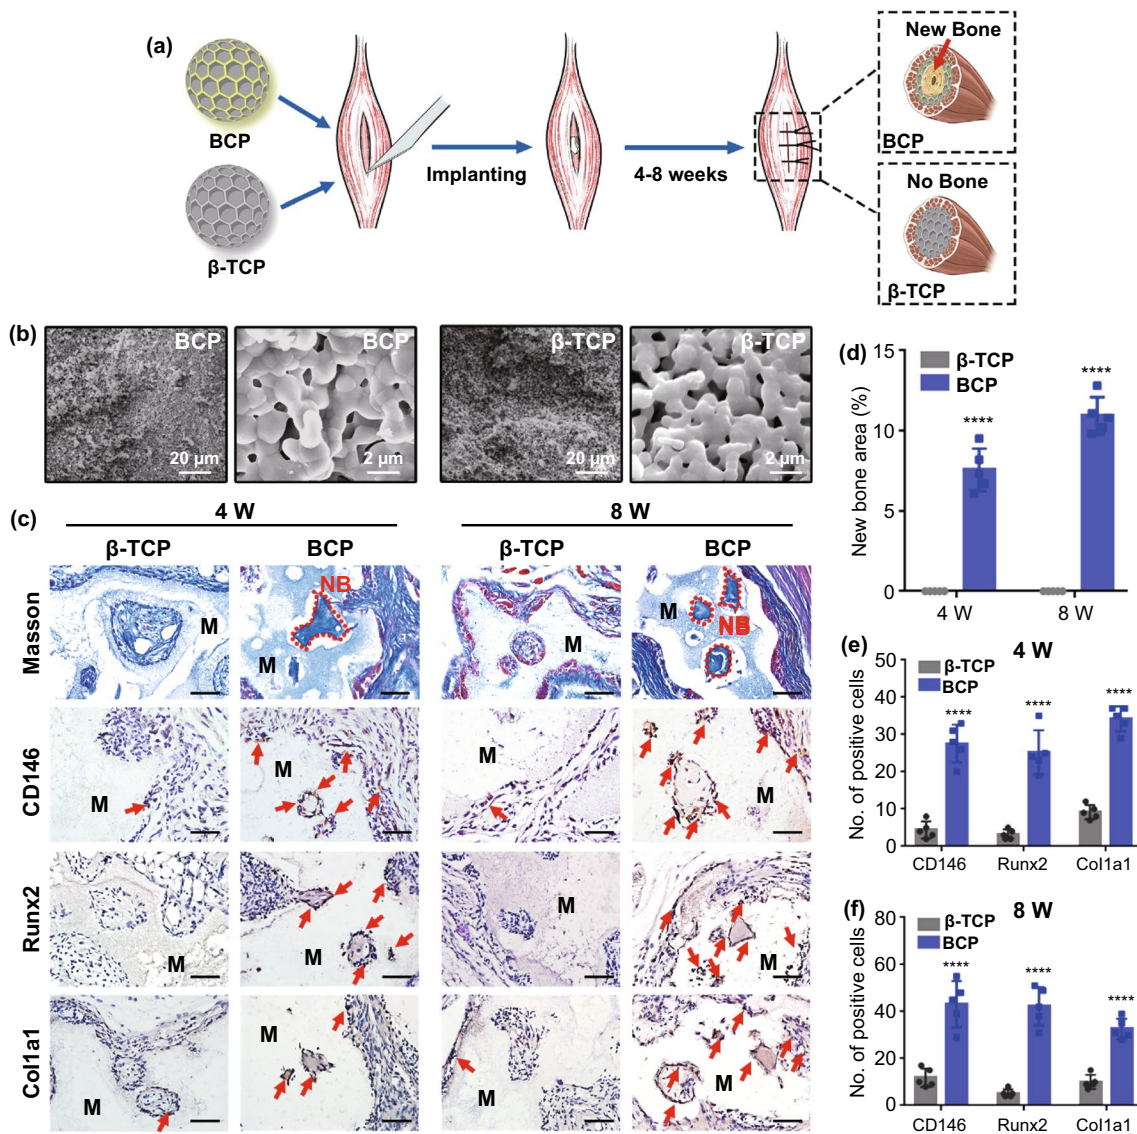 (a)
BCP
β-TCP
Implanting
4-8 weeks
New Bone
BCP
No Bone
β-TCP
(b)
BCP
20 μm
BCP
2 μm
β-TCP
20 μm
β-TCP
2 μm
(c)
4 W
8 W
β-TCP
BCP
β-TCP
BCP
Masson
M
NB
M
M
M
NB
CD146
M
M
M
M
Runx2
M
M
M
M
Col1a1
M
M
M
M
(d)
β-TCP
BCP
New bone area (%)
15
10
5
0
****
****
4 W
8 W
(e)
4 W
β-TCP
BCP
No. of positive cells
50
40
30
20
10
0
****
****
****
CD146
Runx2
Col1a1
(f)
8 W
β-TCP
BCP
No. of positive cells
80
60
40
20
0
****
****
****
CD146
Runx2
Col1a1